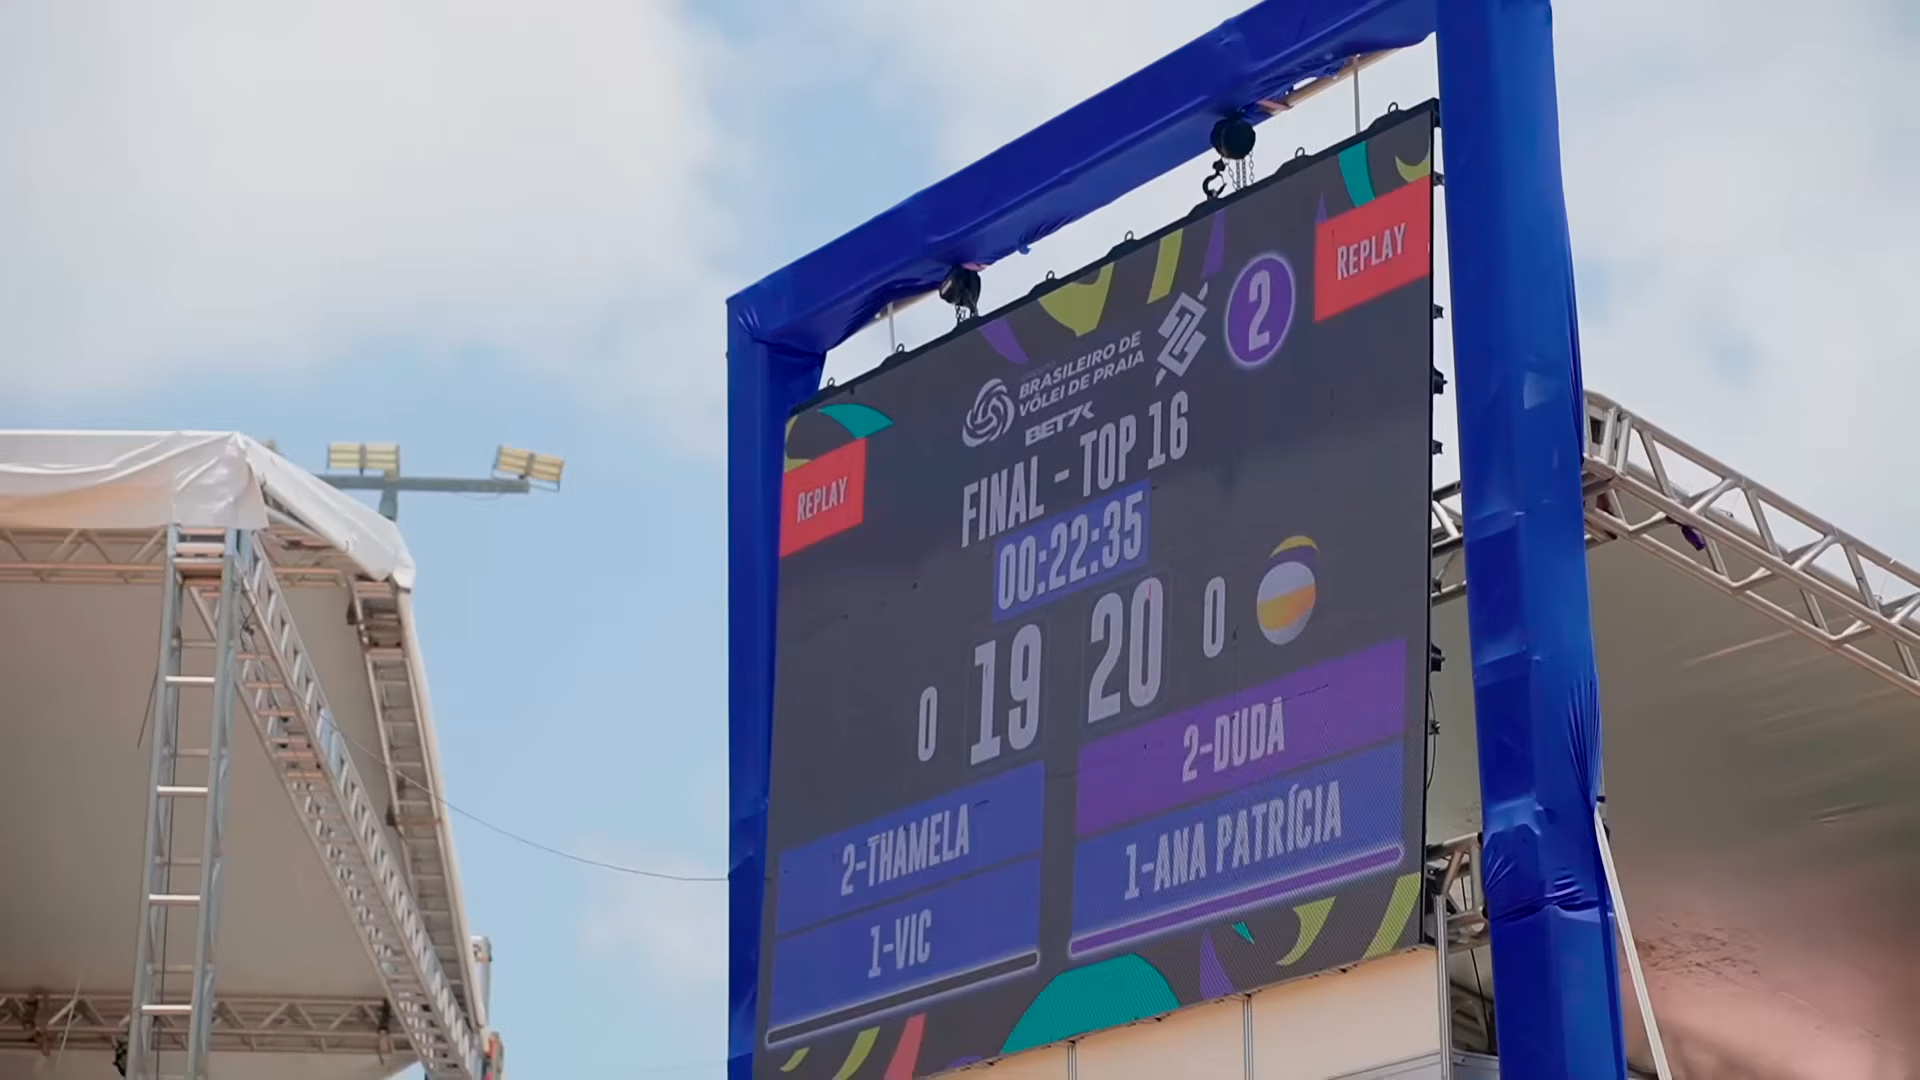 REPLAY
2
BRASILEIRO DE
VÔLEI DE PRAIA
BET7K
REPLAY
FINAL - TOP 16
00:22:35
0 19 20 0
2-THAMELA
1-VIC
2-DUDA
1-ANA PATRÍCIA